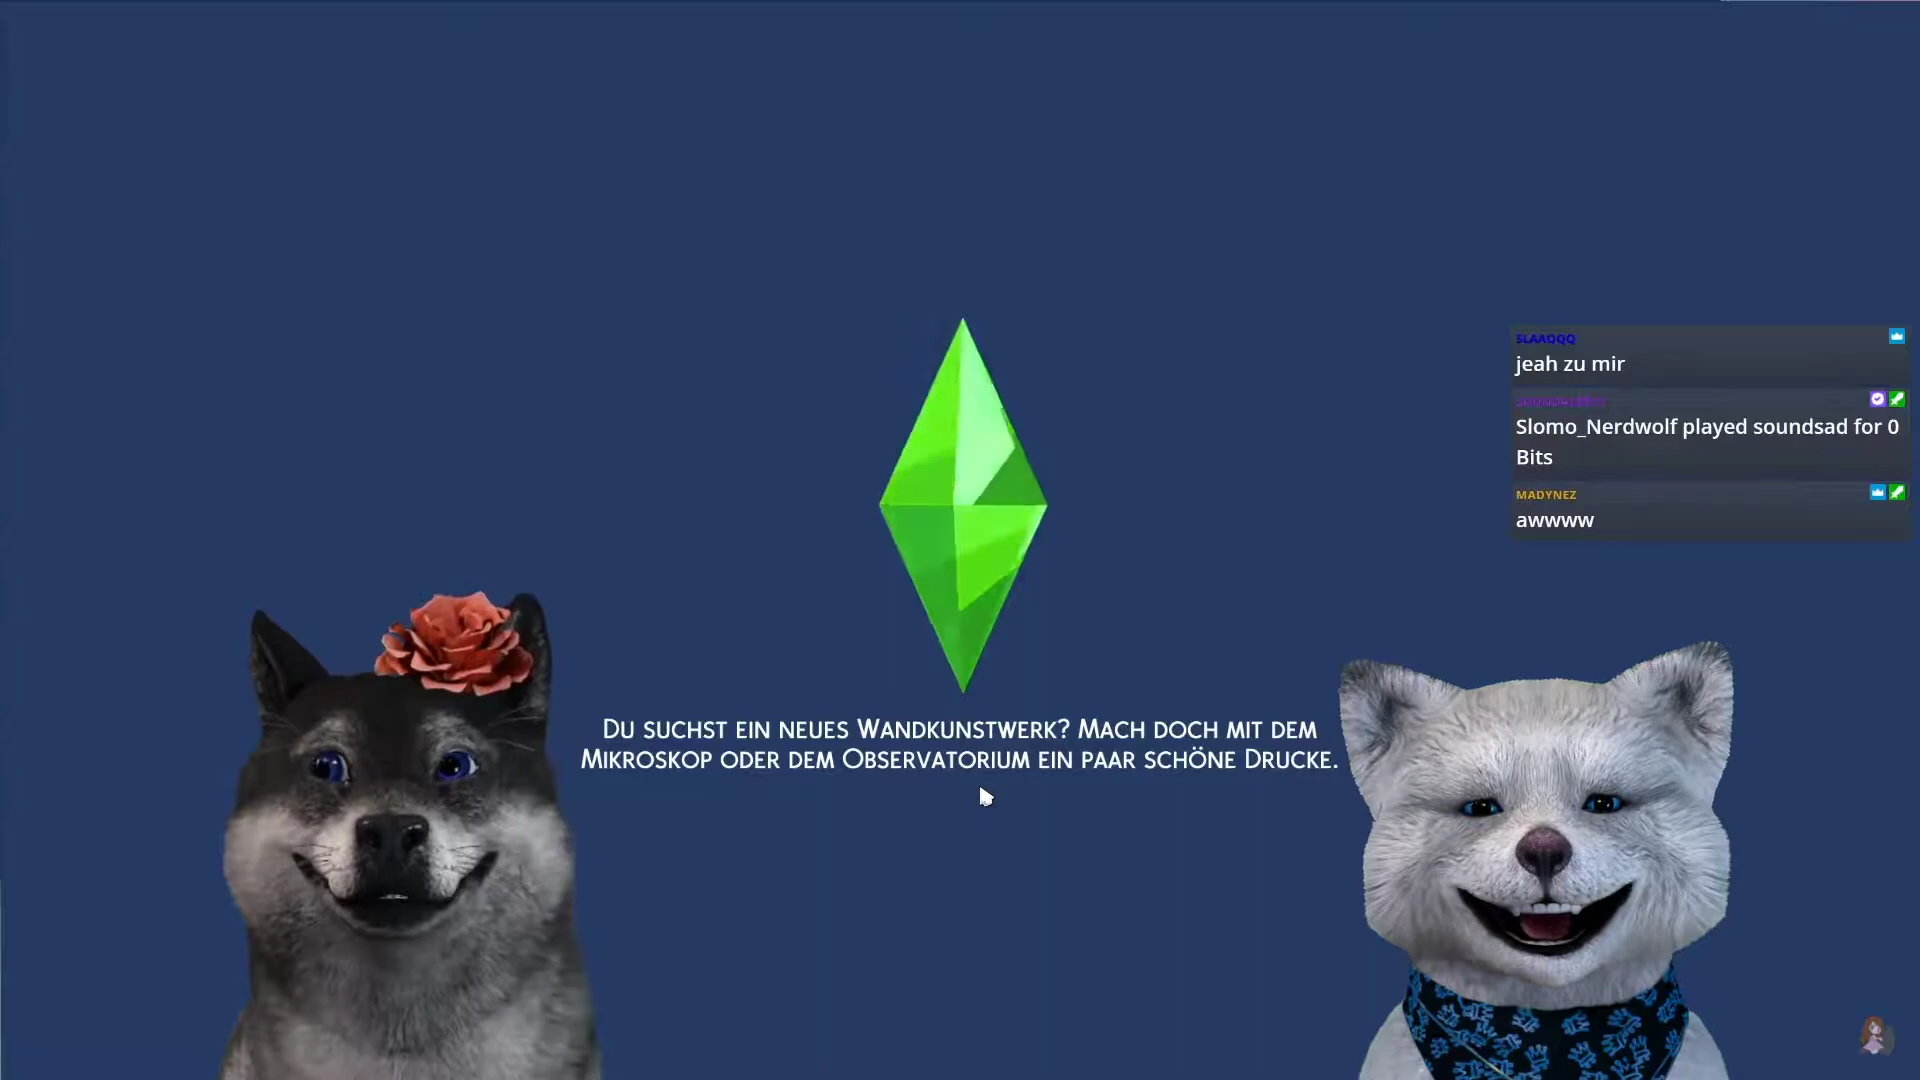 SLAAQQQ
jeah zu mir
Slomo_Nerdwolf played soundsad for 0
Bits
MADYNEZ
awwww
Du suchst ein neues Wandkunstwerk? Mach doch mit dem
Mikroskop oder dem Observatorium ein paar schöne Drucke.